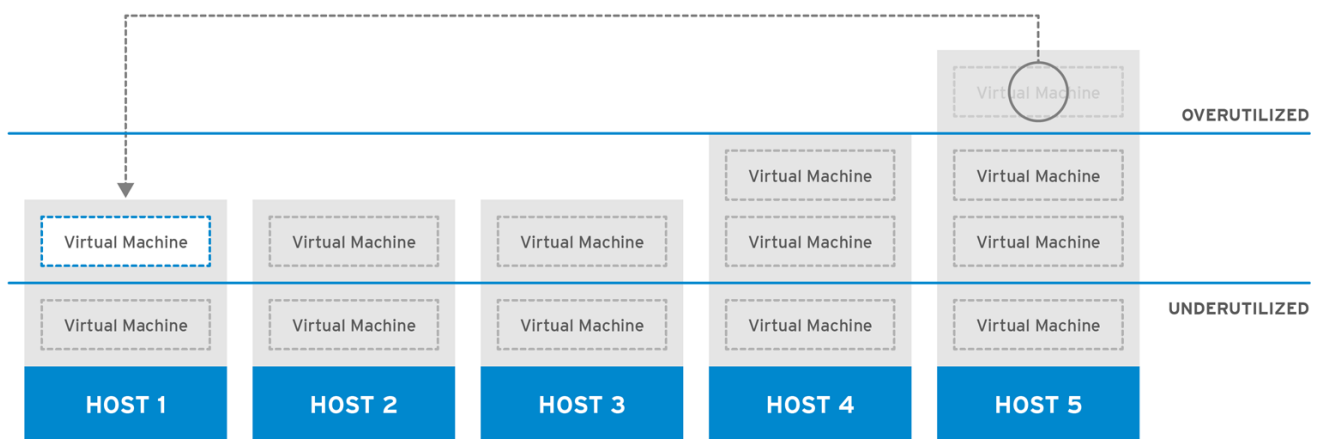 Virtual Machine
OVERUTILIZED
Virtual Machine Virtual Machine
Virtual Machine Virtual Machine Virtual Machine Virtual Machine Virtual Machine
UNDERUTILIZED
Virtual Machine Virtual Machine Virtual Machine Virtual Machine Virtual Machine
HOST 1 HOST 2 HOST 3 HOST 4 HOST 5